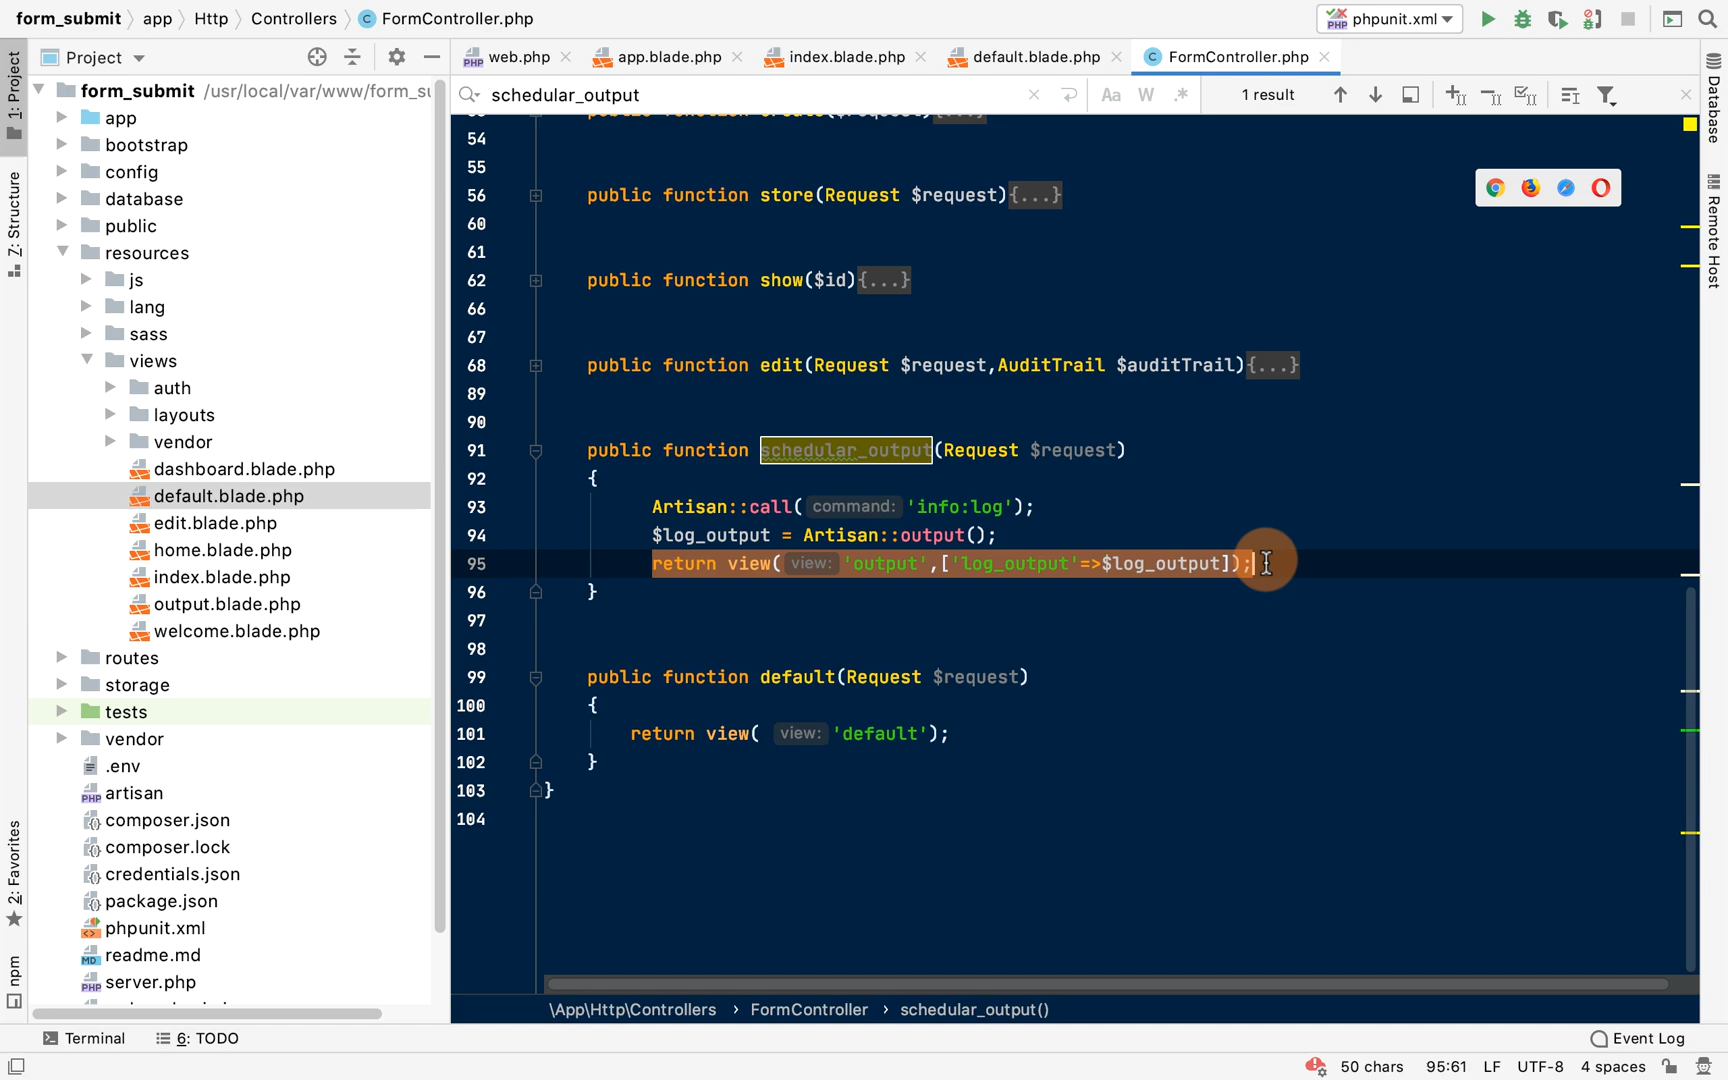 form_submit app Http Controllers C FormController.php
PHP phpunit.xml
1: Project
Z: Structure
2: Favorites
npm
Project
form_submit /usr/local/var/www/form_su
app
bootstrap
config
database
public
resources
js
lang
sass
views
auth
layouts
vendor
dashboard.blade.php
default.blade.php
edit.blade.php
home.blade.php
index.blade.php
output.blade.php
welcome.blade.php
routes
storage
tests
vendor
.env
artisan
composer.json
composer.lock
credentials.json
package.json
phpunit.xml
readme.md
server.php
web.php app.blade.php index.blade.php default.blade.php C FormController.php
schedular_output Aa W .* 1 result
54
55
56 public function store(Request $request){...}
60
61
62 public function show($id){...}
66
67
68 public function edit(Request $request,AuditTrail $auditTrail){...}
89
90
91 public function schedular_output(Request $request)
92 {
93 Artisan::call( command: 'info:log');
94 $log_output = Artisan::output();
95 return view( view: 'output',['log_output'=>$log_output]);
96 }
97
98
99 public function default(Request $request)
100 {
101 return view( view: 'default');
102 }
103 }
104
\App\Http\Controllers › FormController › schedular_output()
Database
Remote Host
Terminal 6: TODO Event Log
50 chars 95:61 LF UTF-8 4 spaces